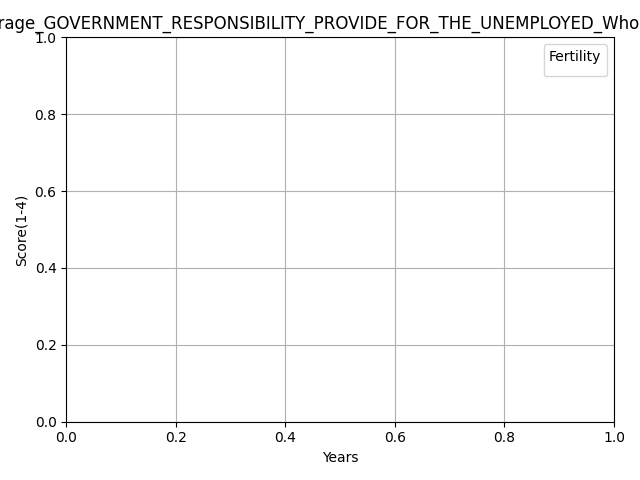 rage_GOVERNMENT_RESPONSIBILITY_PROVIDE_FOR_THE_UNEMPLOYED_Who
Fertility
1.0
0.8
0.6
0.4
0.2
0.0
Score(1-4)
0.0 0.2 0.4 0.6 0.8 1.0
Years